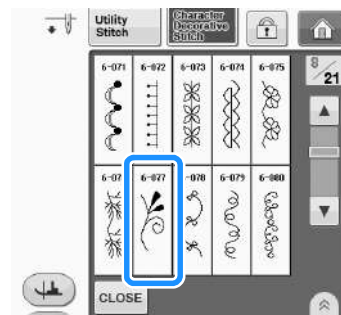 Utility
Stitch
Character
Decorative
Stitch
6-071 6-072 6-073 6-074 6-075
8/21
6-07 6-077 -078 6-079 6-080
CLOSE